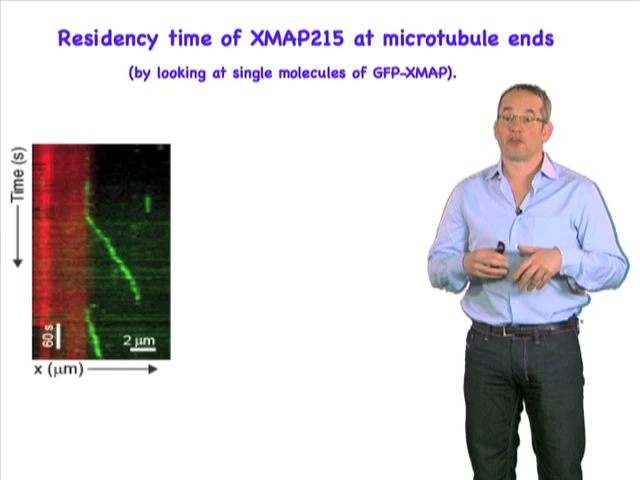 Residency time of XMAP215 at microtubule ends
(by looking at single molecules of GFP-XMAP).
Time (s)
60 s
2 μm
x (μm)